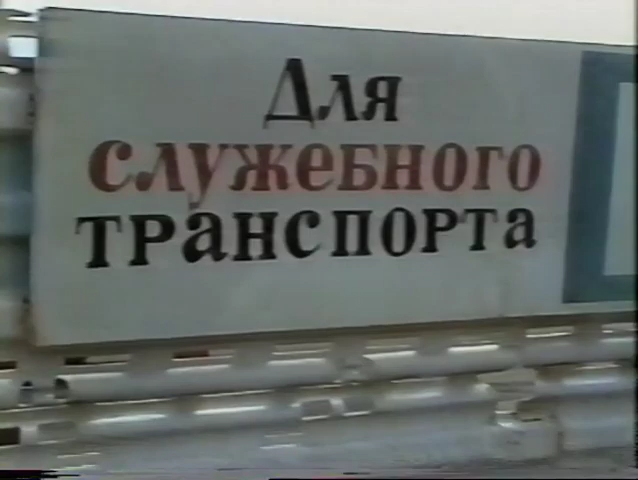 Для
служебного
транспорта